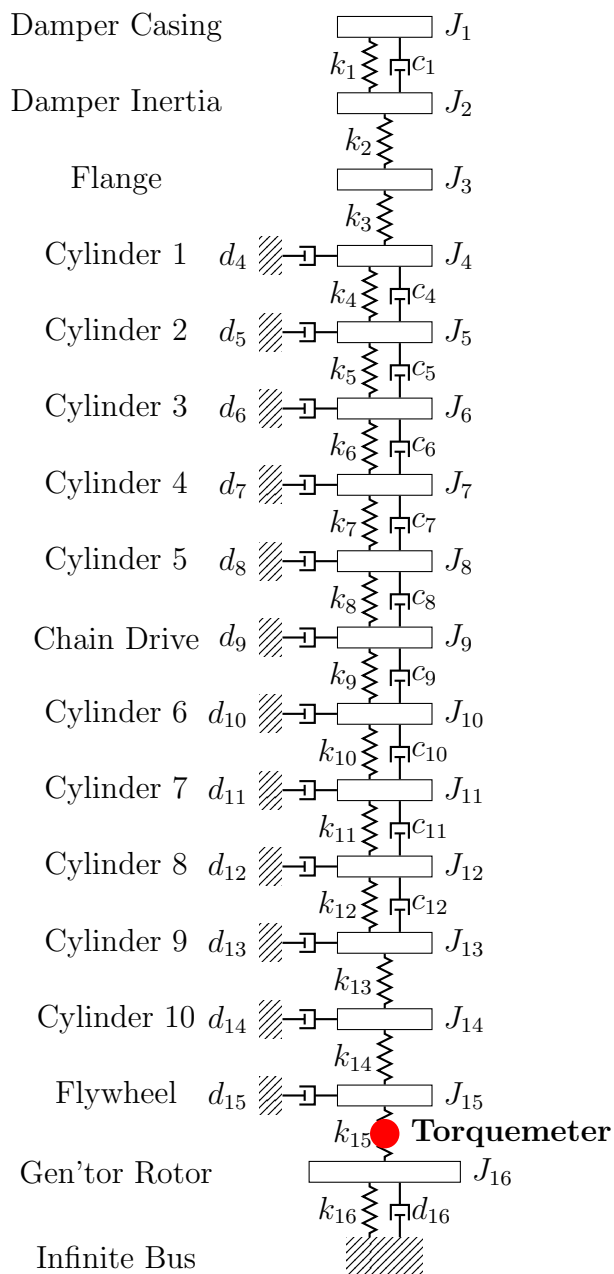 Damper Casing J1
k1 c1
Damper Inertia J2
k2
Flange J3
k3
Cylinder 1 d4 J4
k4 c4
Cylinder 2 d5 J5
k5 c5
Cylinder 3 d6 J6
k6 c6
Cylinder 4 d7 J7
k7 c7
Cylinder 5 d8 J8
k8 c8
Chain Drive d9 J9
k9 c9
Cylinder 6 d10 J10
k10 c10
Cylinder 7 d11 J11
k11 c11
Cylinder 8 d12 J12
k12 c12
Cylinder 9 d13 J13
k13
Cylinder 10 d14 J14
k14
Flywheel d15 J15
k15 Torquemeter
Gen'tor Rotor J16
k16 d16
Infinite Bus